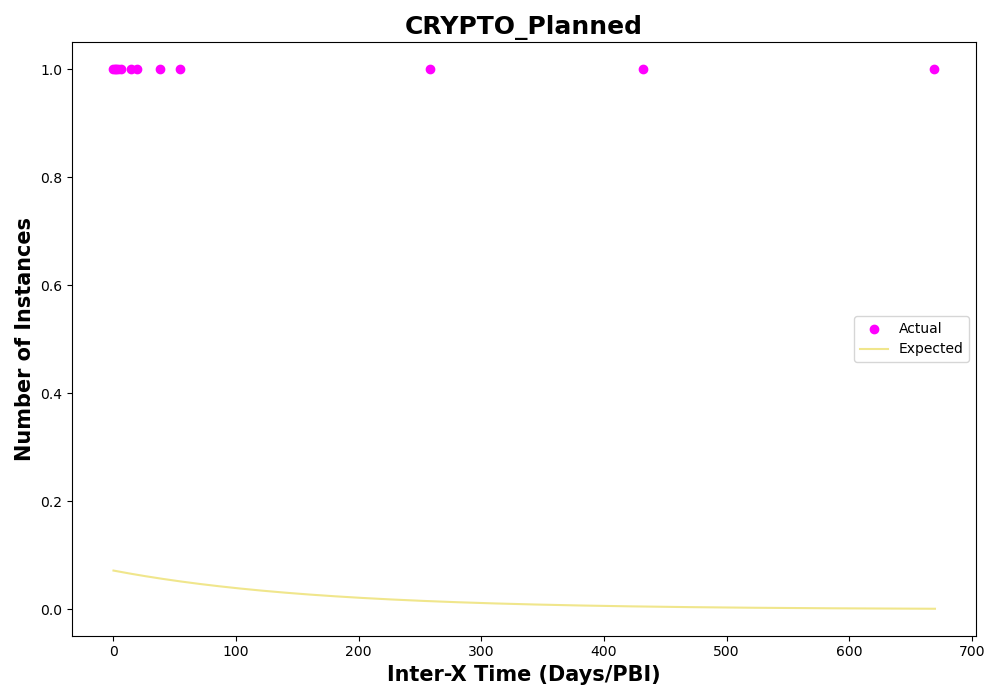 CRYPTO_Planned
Number of Instances
1.0
0.8
0.6
0.4
0.2
0.0
Actual
Expected
0 100 200 300 400 500 600 700
Inter-X Time (Days/PBI)